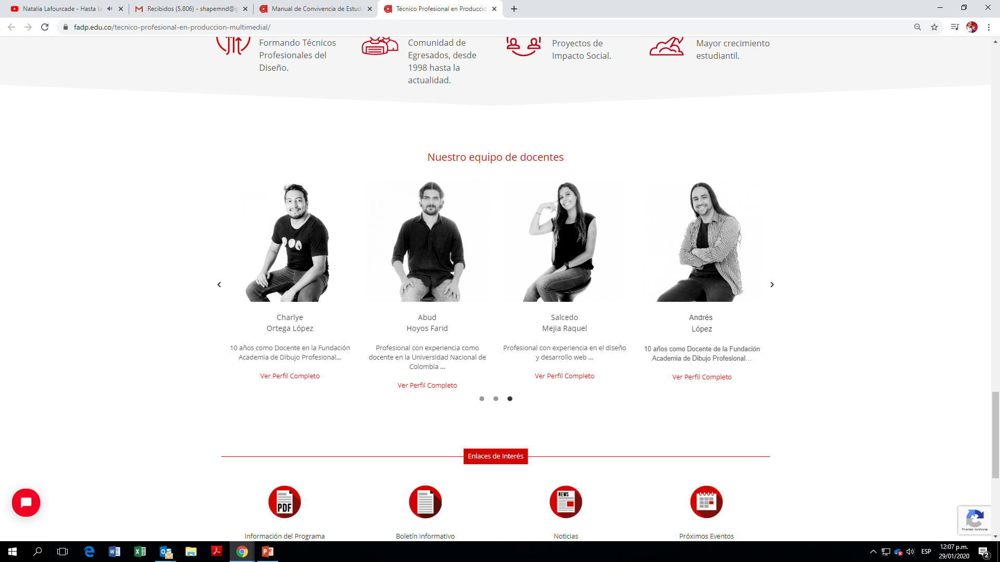 Natalia Lafourcade - Hasta la
Recibidos (5.806) - shapemnd@g
Manual de Convivencia de Estudi
Técnico Profesional en Producció
fadp.edu.co/tecnico-profesional-en-produccion-multimedial/
Formando Técnicos
Profesionales del
Diseño.
Comunidad de
Egresados, desde
1998 hasta la
actualidad.
Proyectos de
Impacto Social.
Mayor crecimiento
estudiantil.
Nuestro equipo de docentes
Charlye
Ortega López
10 años como Docente en la Fundación
Academia de Dibujo Profesional...
Ver Perfil Completo
Abud
Hoyos Farid
Profesional con experiencia como
docente en la Universidad Nacional de
Colombia ...
Ver Perfil Completo
Salcedo
Mejia Raquel
Profesional con experiencia en el diseño
y desarrollo web ...
Ver Perfil Completo
Andrés
López
10 años como Docente de la Fundación
Academia de Dibujo Profesional...
Ver Perfil Completo
Enlaces de Interés
PDF
NEWS
Información del Programa
Boletín Informativo
Noticias
Próximos Eventos
Privacidad - Condiciones
ESP
12:07 p.m.
29/01/2020
2